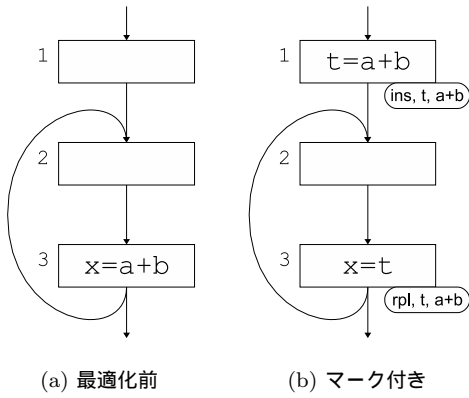 1
2
3
x=a+b
(a) 最適化前
1
t=a+b
ins, t, a+b
2
3
x=t
rpl, t, a+b
(b) マーク付き